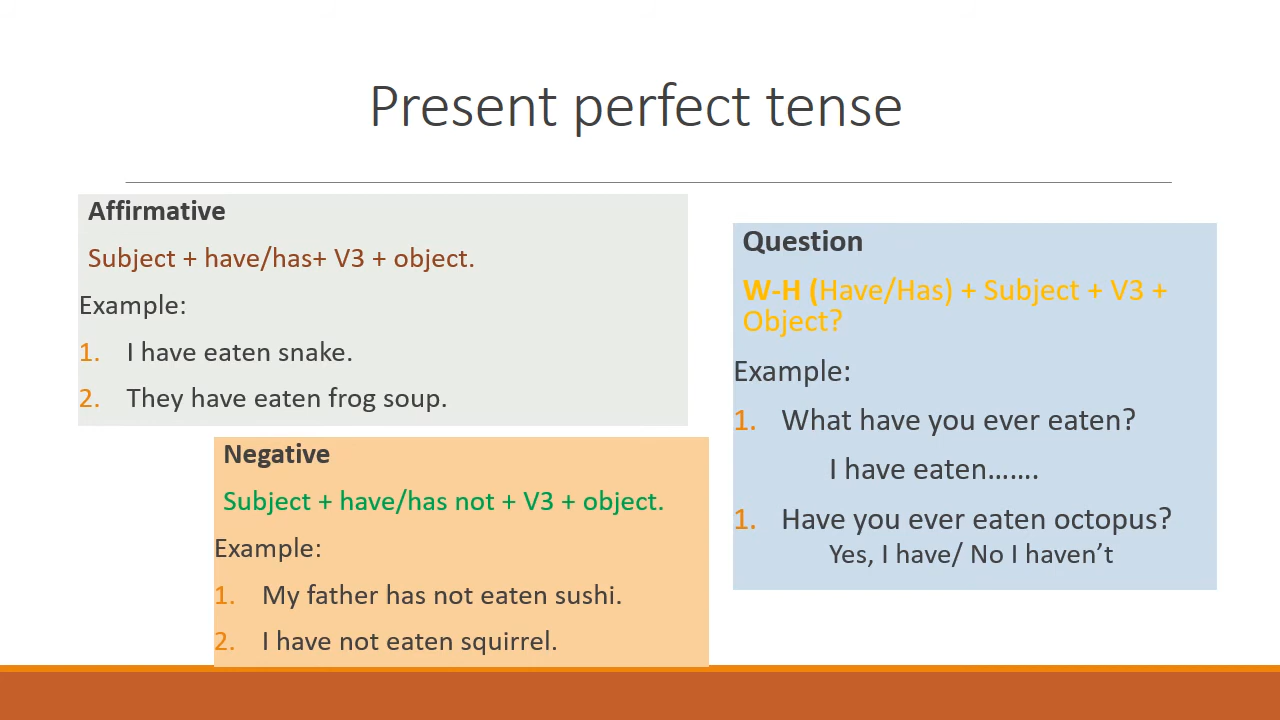 Present perfect tense
Affirmative
Subject + have/has+ V3 + object.
Example:
1. I have eaten snake.
2. They have eaten frog soup.
Negative
Subject + have/has not + V3 + object.
Example:
1. My father has not eaten sushi.
2. I have not eaten squirrel.
Question
W-H (Have/Has) + Subject + V3 +
Object?
Example:
1. What have you ever eaten?
I have eaten…….
1. Have you ever eaten octopus?
Yes, I have/ No I haven’t